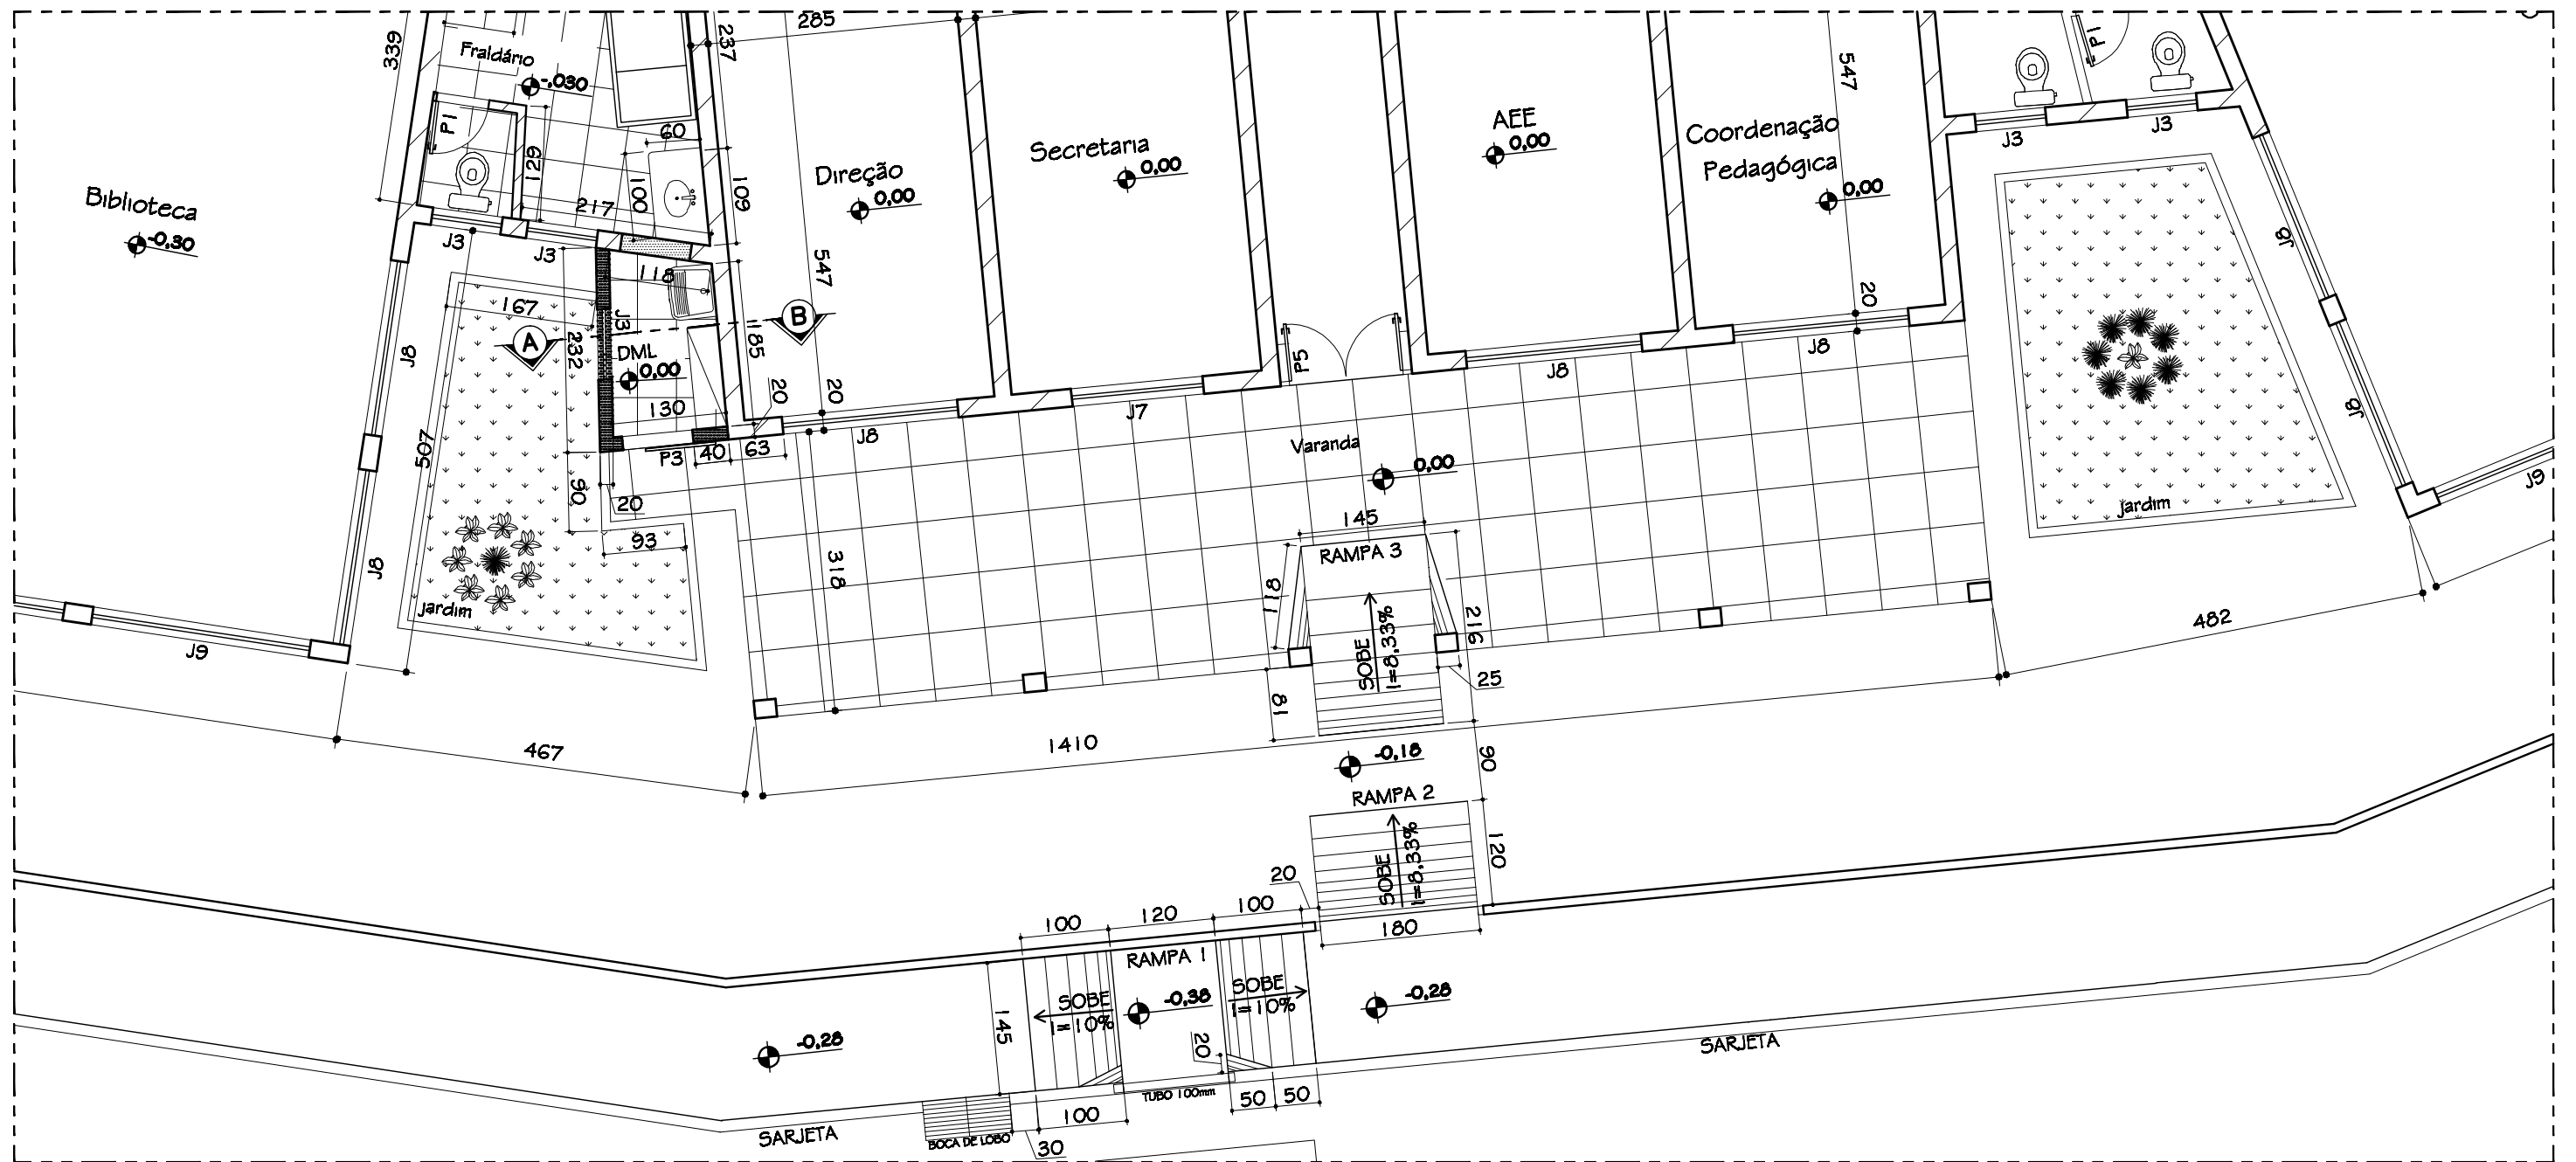 339
Fraldário
-,030
P1
129
60
100
217
237
109
285
547
Direção
0,00
Secretaria
0,00
AEE
0,00
Coordenação
Pedagógica
0,00
547
20
P1
J3
J3
J8
J8
jardim
J9
Biblioteca
-0,30
J3
J3
118
167
J3
A
B
232
DML
0,00
185
130
20
20
J8
J8
507
90
P3
40
63
20
93
jardim
J8
J9
J8
J7
P5
J8
J8
Varanda
0,00
318
145
RAMPA 3
118
SOBE
I=8,33%
216
25
81
482
467
1410
-0,18
90
RAMPA 2
SOBE
I=8,33%
120
20
180
100
120
100
RAMPA 1
SOBE
I=10%
-0,38
SOBE
I=10%
-0,28
145
-0,28
20
TUBO 100mm
50
50
100
30
SARJETA
BOCA DE LOBO
SARJETA